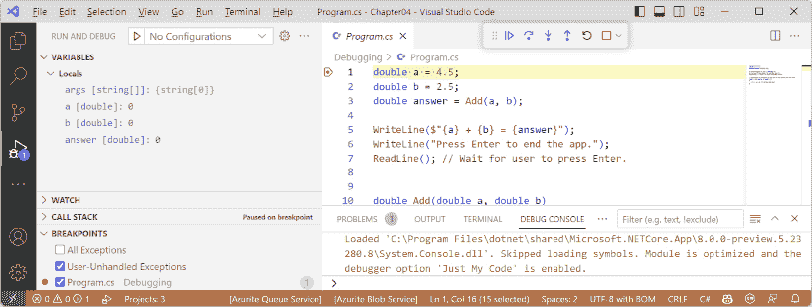 File Edit Selection View Go Run Terminal Help Program.cs - Chapter04 - Visual Studio Code
RUN AND DEBUG No Configurations
VARIABLES
Locals
args [string[]]: {string[0]}
a [double]: 0
b [double]: 0
answer [double]: 0
WATCH
CALL STACK Paused on breakpoint
BREAKPOINTS
All Exceptions
User-Unhandled Exceptions
Program.cs Debugging 1
1
Program.cs
Debugging > Program.cs
1 double a = 4.5;
2 double b = 2.5;
3 double answer = Add(a, b);
4
5 WriteLine($"{a} + {b} = {answer}");
6 WriteLine("Press Enter to end the app.");
7 ReadLine(); // Wait for user to press Enter.
8
9
10 double Add(double a, double b)
PROBLEMS 1 OUTPUT TERMINAL DEBUG CONSOLE ... Filter (e.g. text, !exclude)
Loaded 'C:\Program Files\dotnet\shared\Microsoft.NETCore.App\8.0.0-preview.5.23
280.8\System.Console.dll'. Skipped loading symbols. Module is optimized and the
debugger option 'Just My Code' is enabled.
>
0 0 1 Projects: 3 [Azurite Queue Service] [Azurite Blob Service] Ln 1, Col 16 (15 selected) Spaces: 2 UTF-8 with BOM CRLF C#